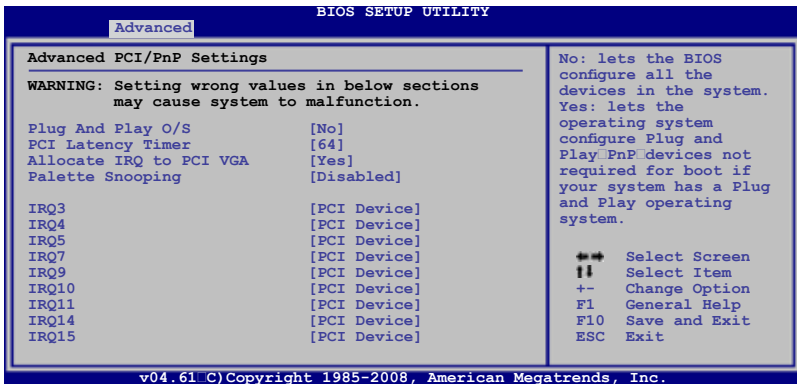 BIOS SETUP UTILITY
Advanced
Advanced PCI/PnP Settings
WARNING: Setting wrong values in below sections
may cause system to malfunction.
Plug And Play O/S [No]
PCI Latency Timer [64]
Allocate IRQ to PCI VGA [Yes]
Palette Snooping [Disabled]
IRQ3 [PCI Device]
IRQ4 [PCI Device]
IRQ5 [PCI Device]
IRQ7 [PCI Device]
IRQ9 [PCI Device]
IRQ10 [PCI Device]
IRQ11 [PCI Device]
IRQ14 [PCI Device]
IRQ15 [PCI Device]
No: lets the BIOS
configure all the
devices in the system.
Yes: lets the
operating system
configure Plug and
Play□PnP□devices not
required for boot if
your system has a Plug
and Play operating
system.
←→ Select Screen
↑↓ Select Item
+- Change Option
F1 General Help
F10 Save and Exit
ESC Exit
v04.61□C)Copyright 1985-2008, American Megatrends, Inc.